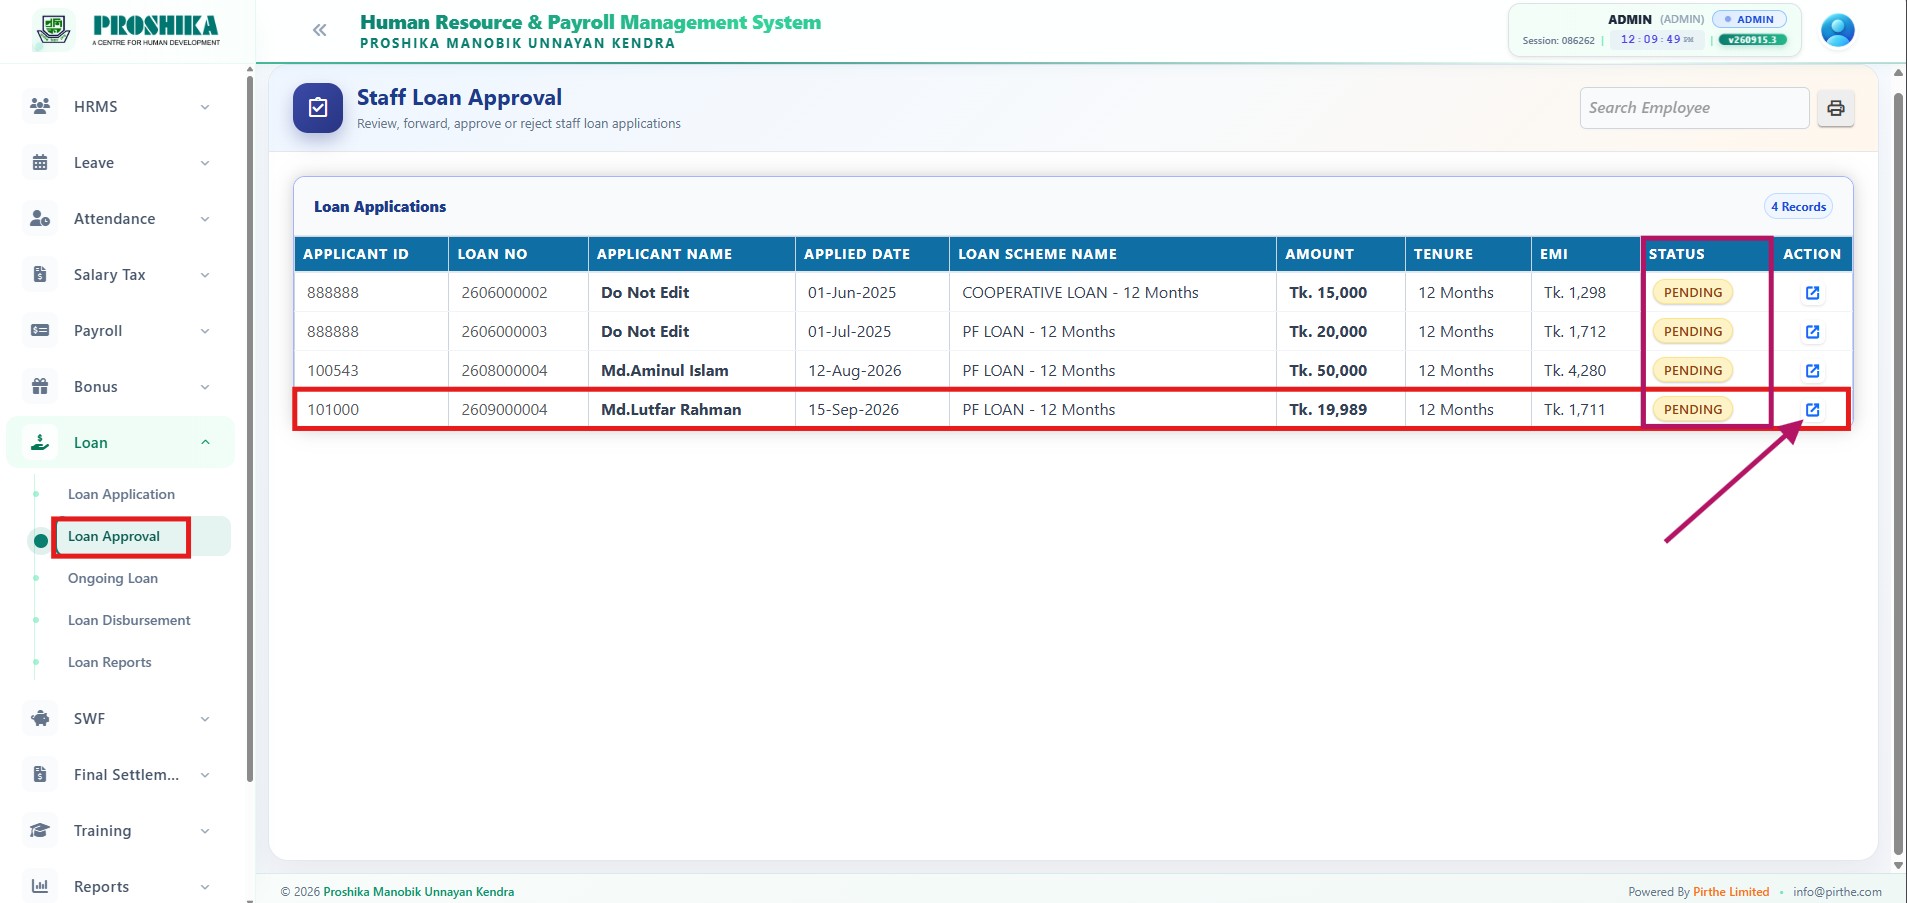 PROSHIKA
A CENTRE FOR HUMAN DEVELOPMENT
Human Resource & Payroll Management System
PROSHIKA MANOBIK UNNAYAN KENDRA
ADMIN (ADMIN) ADMIN
Session: 086262 | 12:09:49 PM | v260915.3
HRMS
Leave
Attendance
Salary Tax
Payroll
Bonus
Loan
Loan Application
Loan Approval
Ongoing Loan
Loan Disbursement
Loan Reports
SWF
Final Settlem...
Training
Reports
Staff Loan Approval
Review, forward, approve or reject staff loan applications
Search Employee
Loan Applications
4 Records
APPLICANT ID LOAN NO APPLICANT NAME APPLIED DATE LOAN SCHEME NAME AMOUNT TENURE EMI STATUS ACTION
888888 2606000002 Do Not Edit 01-Jun-2025 COOPERATIVE LOAN - 12 Months Tk. 15,000 12 Months Tk. 1,298 PENDING
888888 2606000003 Do Not Edit 01-Jul-2025 PF LOAN - 12 Months Tk. 20,000 12 Months Tk. 1,712 PENDING
100543 2608000004 Md.Aminul Islam 12-Aug-2026 PF LOAN - 12 Months Tk. 50,000 12 Months Tk. 4,280 PENDING
101000 2609000004 Md.Lutfar Rahman 15-Sep-2026 PF LOAN - 12 Months Tk. 19,989 12 Months Tk. 1,711 PENDING
© 2026 Proshika Manobik Unnayan Kendra
Powered By Pirthe Limited • info@pirthe.com